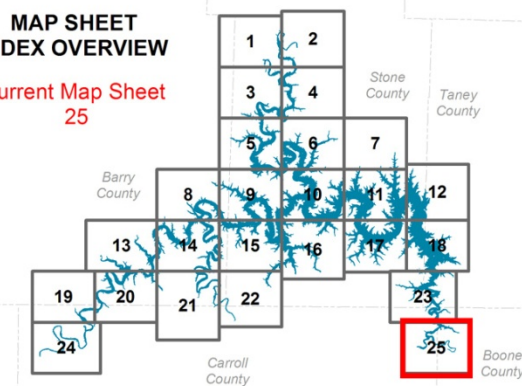 MAP SHEET
NDEX OVERVIEW
urrent Map Sheet
25
1
2
Stone
County
3
4
Taney
County
5
6
7
Barry
County
8
9
10
11
12
13
14
15
16
17
18
19
20
21
22
23
24
25
Carroll
County
Boone
County